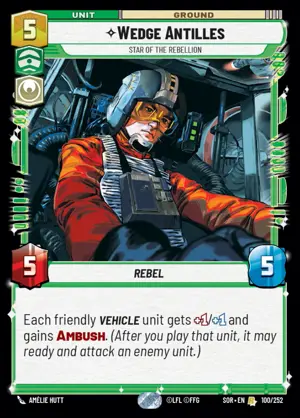 UNIT GROUND
5 Wedge Antilles
STAR OF THE REBELLION
5 5
REBEL
Each friendly VEHICLE unit gets +1/+1 and
gains AMBUSH. (After you play that unit, it may
ready and attack an enemy unit.)
AMÉLIE HUTT ©LFL ©FFG SOR • EN R 100/252